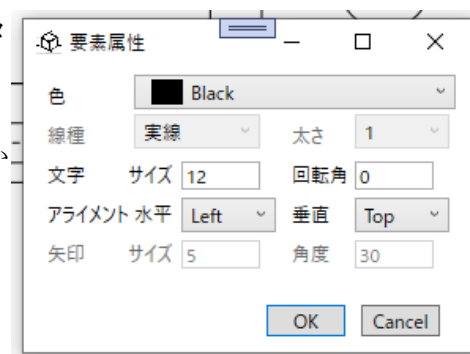 要素属性
色 Black
線種 実線 太さ 1
文字 サイズ 12 回転角 0
アライメント 水平 Left 垂直 Top
矢印 サイズ 5 角度 30
OK Cancel